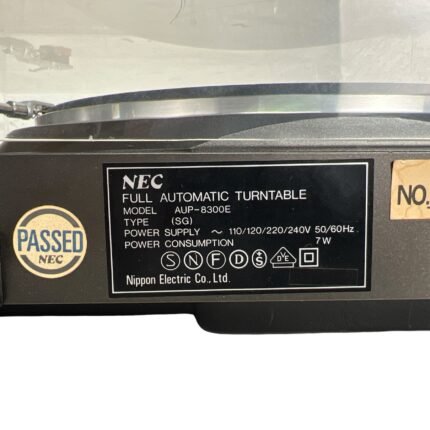 NEC
FULL AUTOMATIC TURNTABLE
MODEL AUP-8300E
TYPE (SG)
POWER SUPPLY ~ 110/120/220/240V 50/60Hz
POWER CONSUMPTION 7W
S N F D S DVE
Nippon Electric Co., Ltd.
PASSED
NEC
NO.